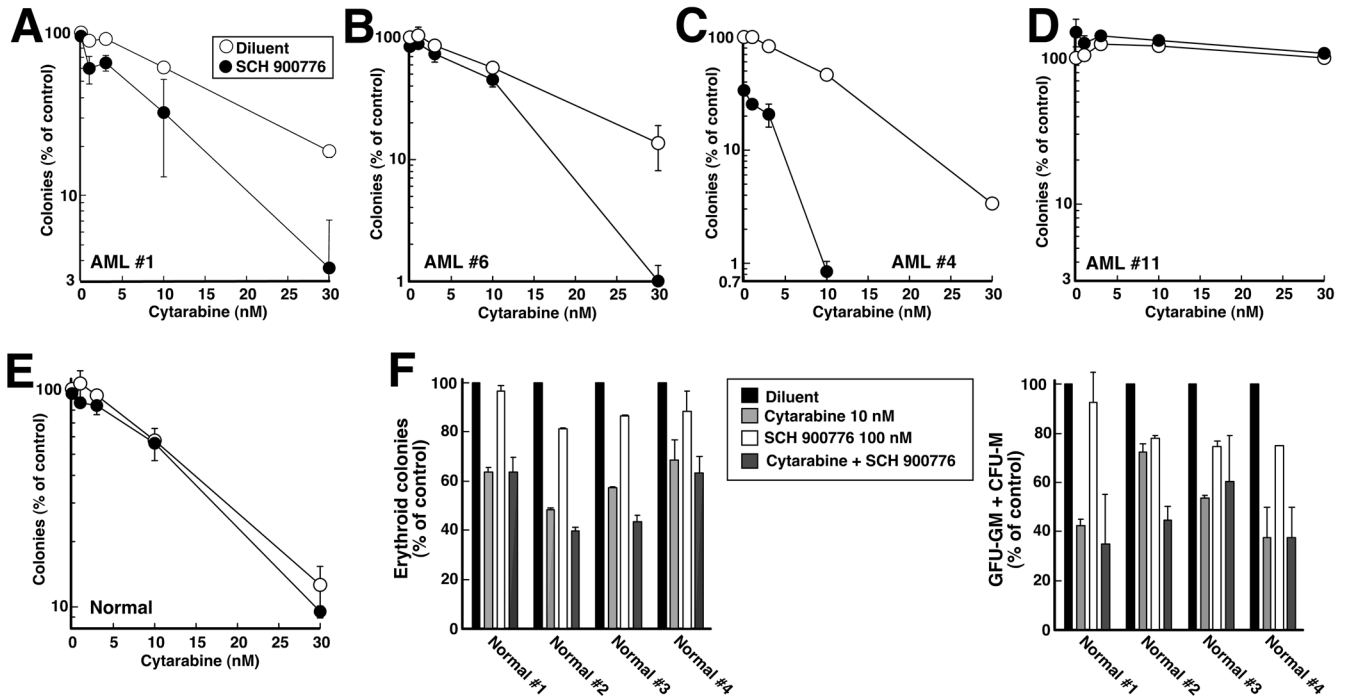 A
Colonies (% of control)
100
10
3
Diluent
SCH 900776
AML #1
0 5 10 15 20 25 30
Cytarabine (nM)
B
Colonies (% of control)
100
10
1
AML #6
0 5 10 15 20 25 30
Cytarabine (nM)
C
Colonies (% of control)
100
10
1
0.7
AML #4
0 5 10 15 20 25 30
Cytarabine (nM)
D
Colonies (% of control)
100
10
3
AML #11
0 5 10 15 20 25 30
Cytarabine (nM)
E
Colonies (% of control)
100
10
Normal
0 5 10 15 20 25 30
Cytarabine (nM)
F
Erythroid colonies
(% of control)
100
80
60
40
20
0
Normal #1
Normal #2
Normal #3
Normal #4
Diluent
Cytarabine 10 nM
SCH 900776 100 nM
Cytarabine + SCH 900776
GFU-GM + CFU-M
(% of control)
100
80
60
40
20
0
Normal #1
Normal #2
Normal #3
Normal #4